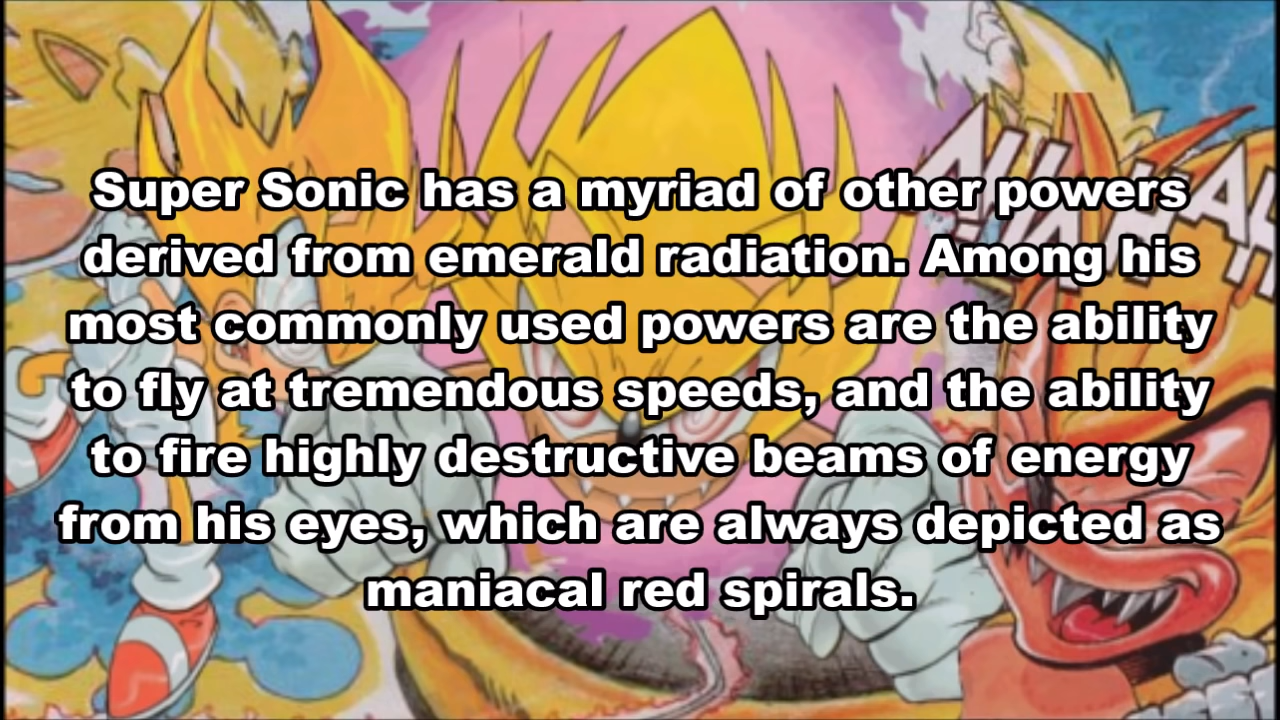 Super Sonic has a myriad of other powers
derived from emerald radiation. Among his
most commonly used powers are the ability
to fly at tremendous speeds, and the ability
to fire highly destructive beams of energy
from his eyes, which are always depicted as
maniacal red spirals.